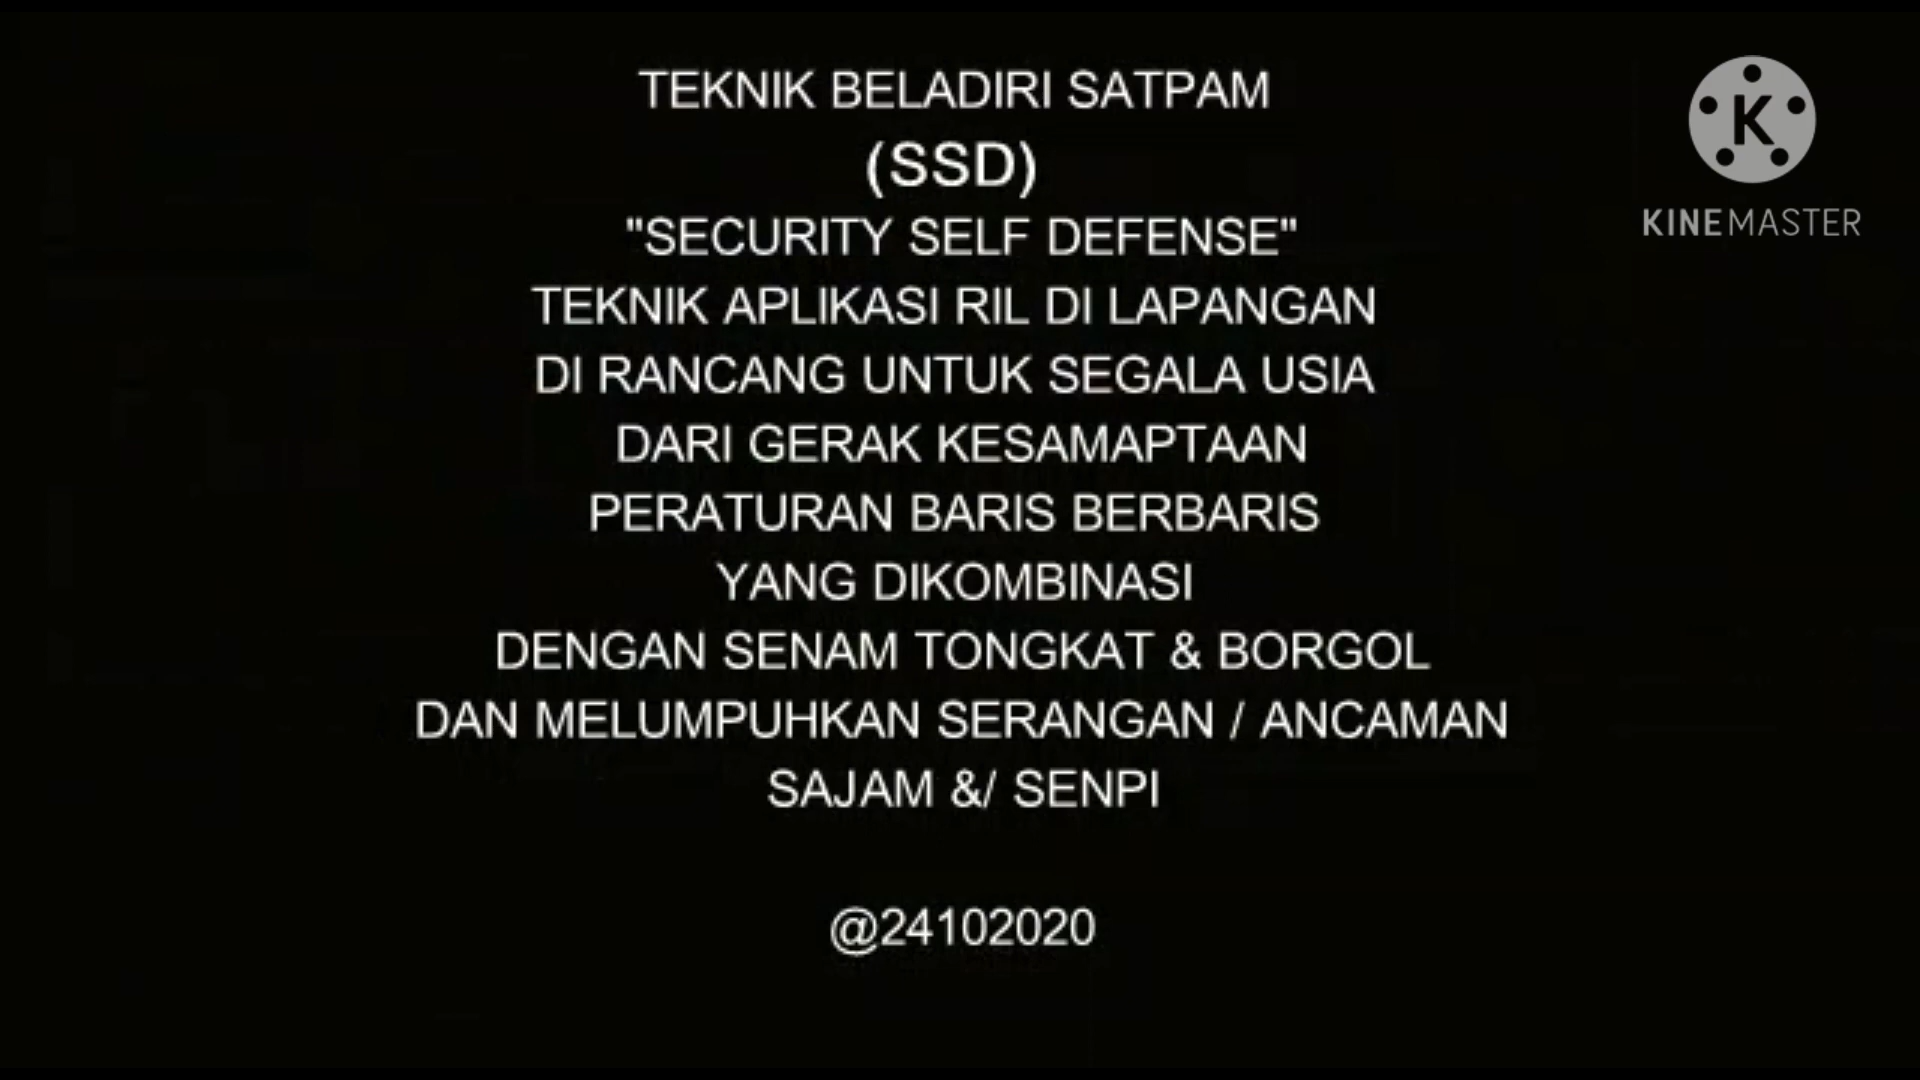 TEKNIK BELADIRI SATPAM
(SSD)
"SECURITY SELF DEFENSE"
TEKNIK APLIKASI RIL DI LAPANGAN
DI RANCANG UNTUK SEGALA USIA
DARI GERAK KESAMAPTAAN
PERATURAN BARIS BERBARIS
YANG DIKOMBINASI
DENGAN SENAM TONGKAT & BORGOL
DAN MELUMPUHKAN SERANGAN / ANCAMAN
SAJAM &/ SENPI
@24102020
K
KINEMASTER